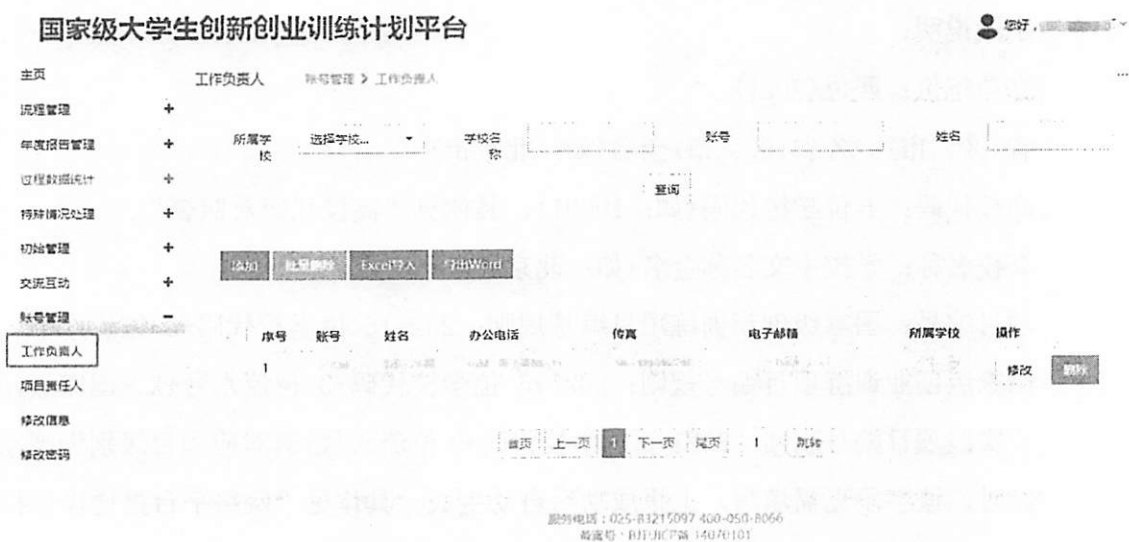 国家级大学生创新创业训练计划平台
您好，
主页
工作负责人
账号管理 > 工作负责人
...
流程管理 +
年度报告管理 +
所属学校
选择学校...
学校名称
账号
姓名
过程数据统计 +
查询
特殊情况处理 +
初始管理 +
添加 批量删除 Excel导入 导出Word
交流互动 +
账号管理 −
序号 账号 姓名 办公电话 传真 电子邮箱 所属学校 操作
工作负责人
1
修改 删除
项目责任人
修改信息
首页 上一页 1 下一页 尾页 1 跳转
修改密码
服务电话：025-83215097 400-050-8066